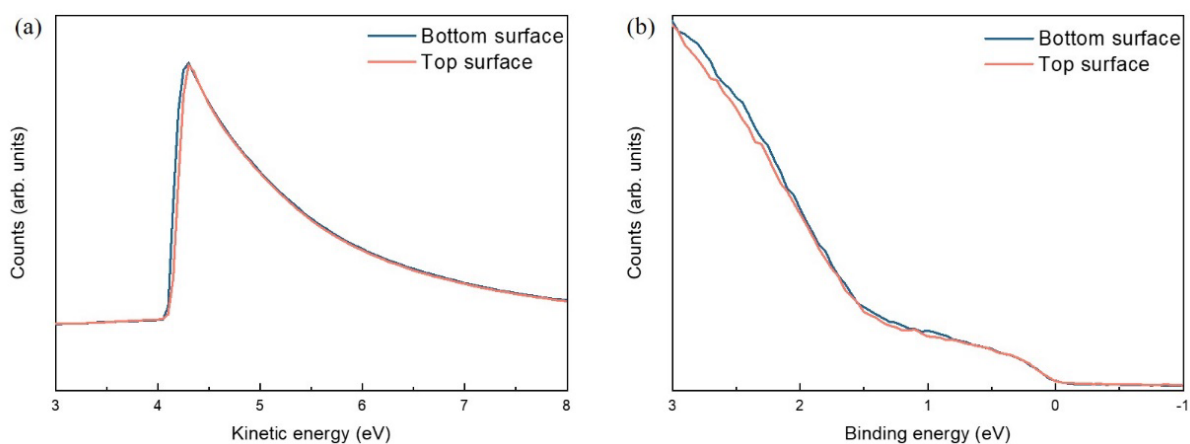 (a)
Bottom surface
Top surface
Counts (arb. units)
3 4 5 6 7 8
Kinetic energy (eV)
(b)
Bottom surface
Top surface
Counts (arb. units)
3 2 1 0 -1
Binding energy (eV)